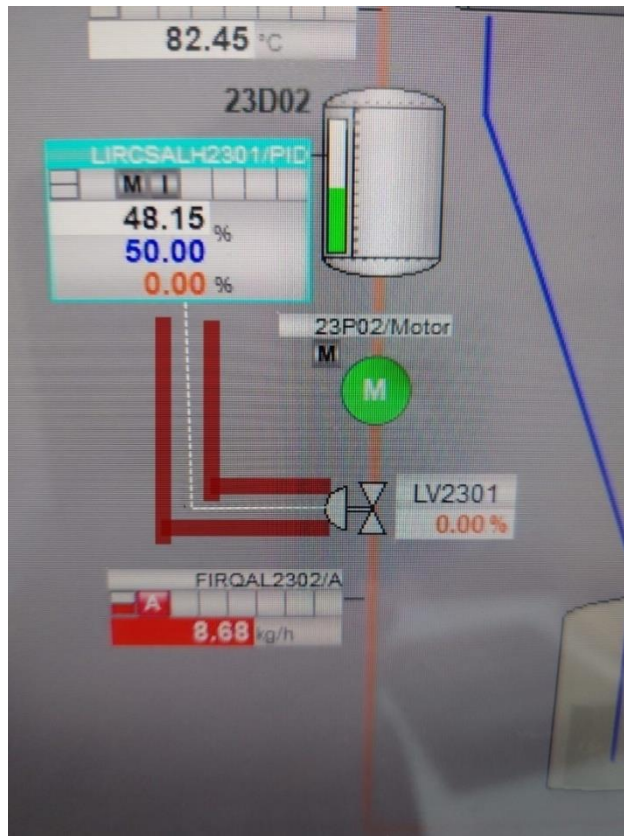 82.45 °C
23D02
LIRCSALH2301/PID
M I
48.15 %
50.00
0.00 %
23P02/Motor
M
M
LV2301
0.00 %
FIRQAL2302/A
A
8.68 kg/h